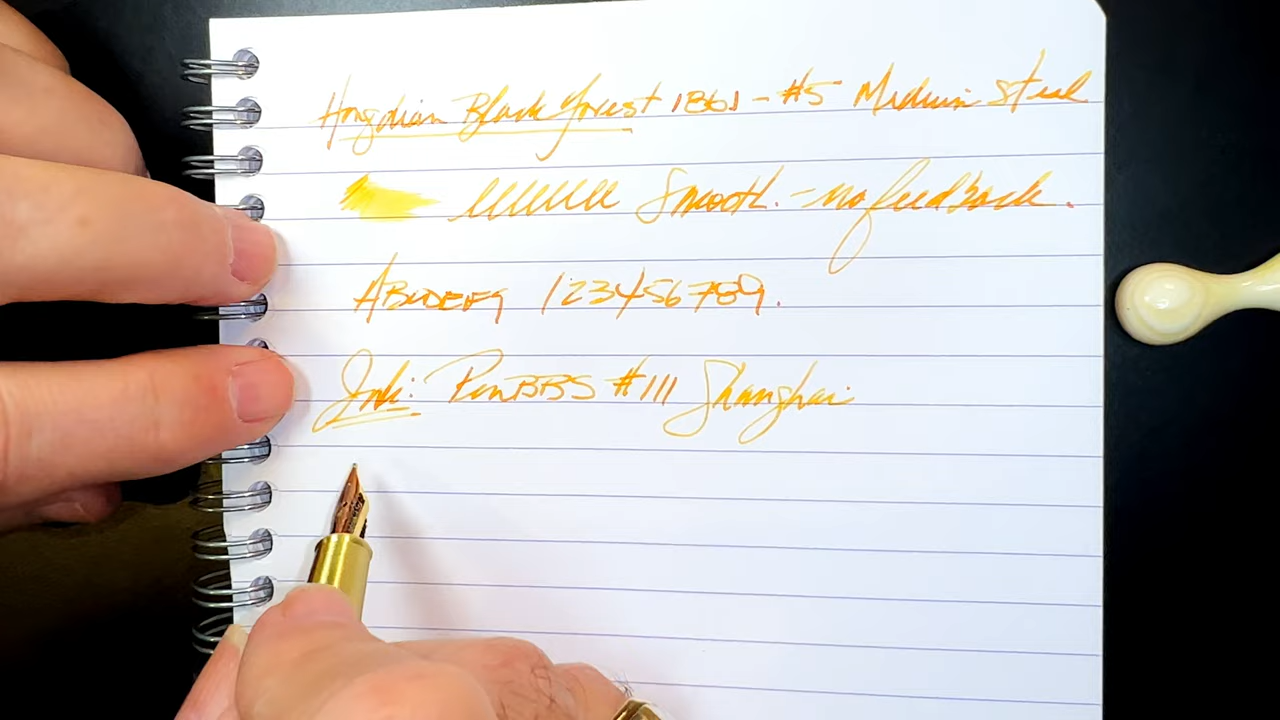 Hongdian Black Forest 1861 - #5 Medium Steel
Smooth. - no feedback.
ABCDEFG 123456789.
Ink: PenBBS #111 Shanghai